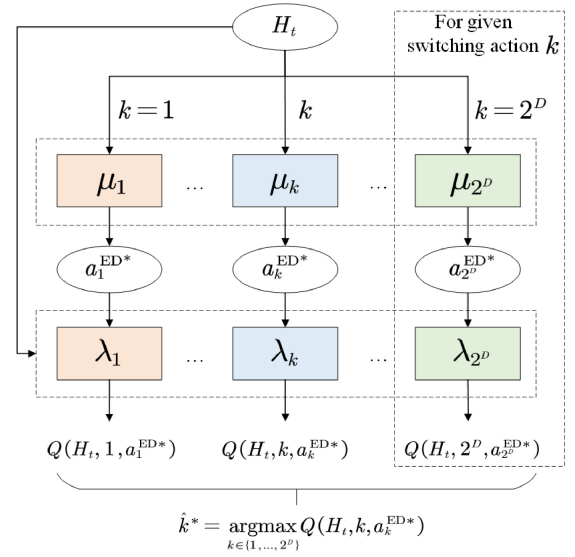 H_t
For given
switching action k
k=1 k k=2^D
μ_1 ... μ_k ... μ_{2^D}
a_1^{ED*} a_k^{ED*} a_{2^D}^{ED*}
λ_1 ... λ_k ... λ_{2^D}
Q(H_t, 1, a_1^{ED*}) Q(H_t, k, a_k^{ED*}) Q(H_t, 2^D, a_{2^D}^{ED*})
k̂* = argmax Q(H_t, k, a_k^{ED*})
k∈{1,...,2^D}